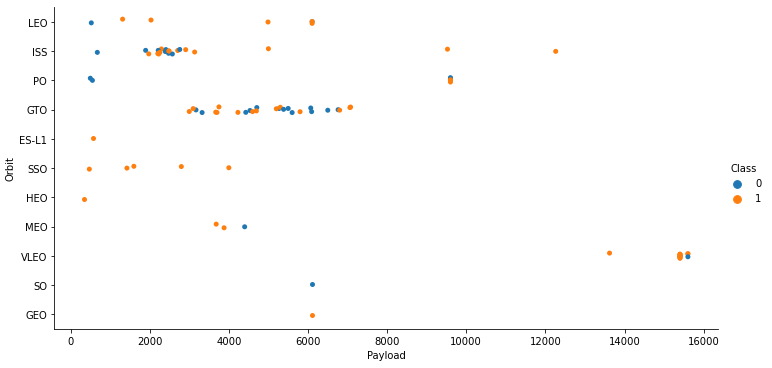 LEO
ISS
PO
GTO
ES-L1
SSO
HEO
MEO
VLEO
SO
GEO
Orbit
0 2000 4000 6000 8000 10000 12000 14000 16000
Payload
Class
0
1